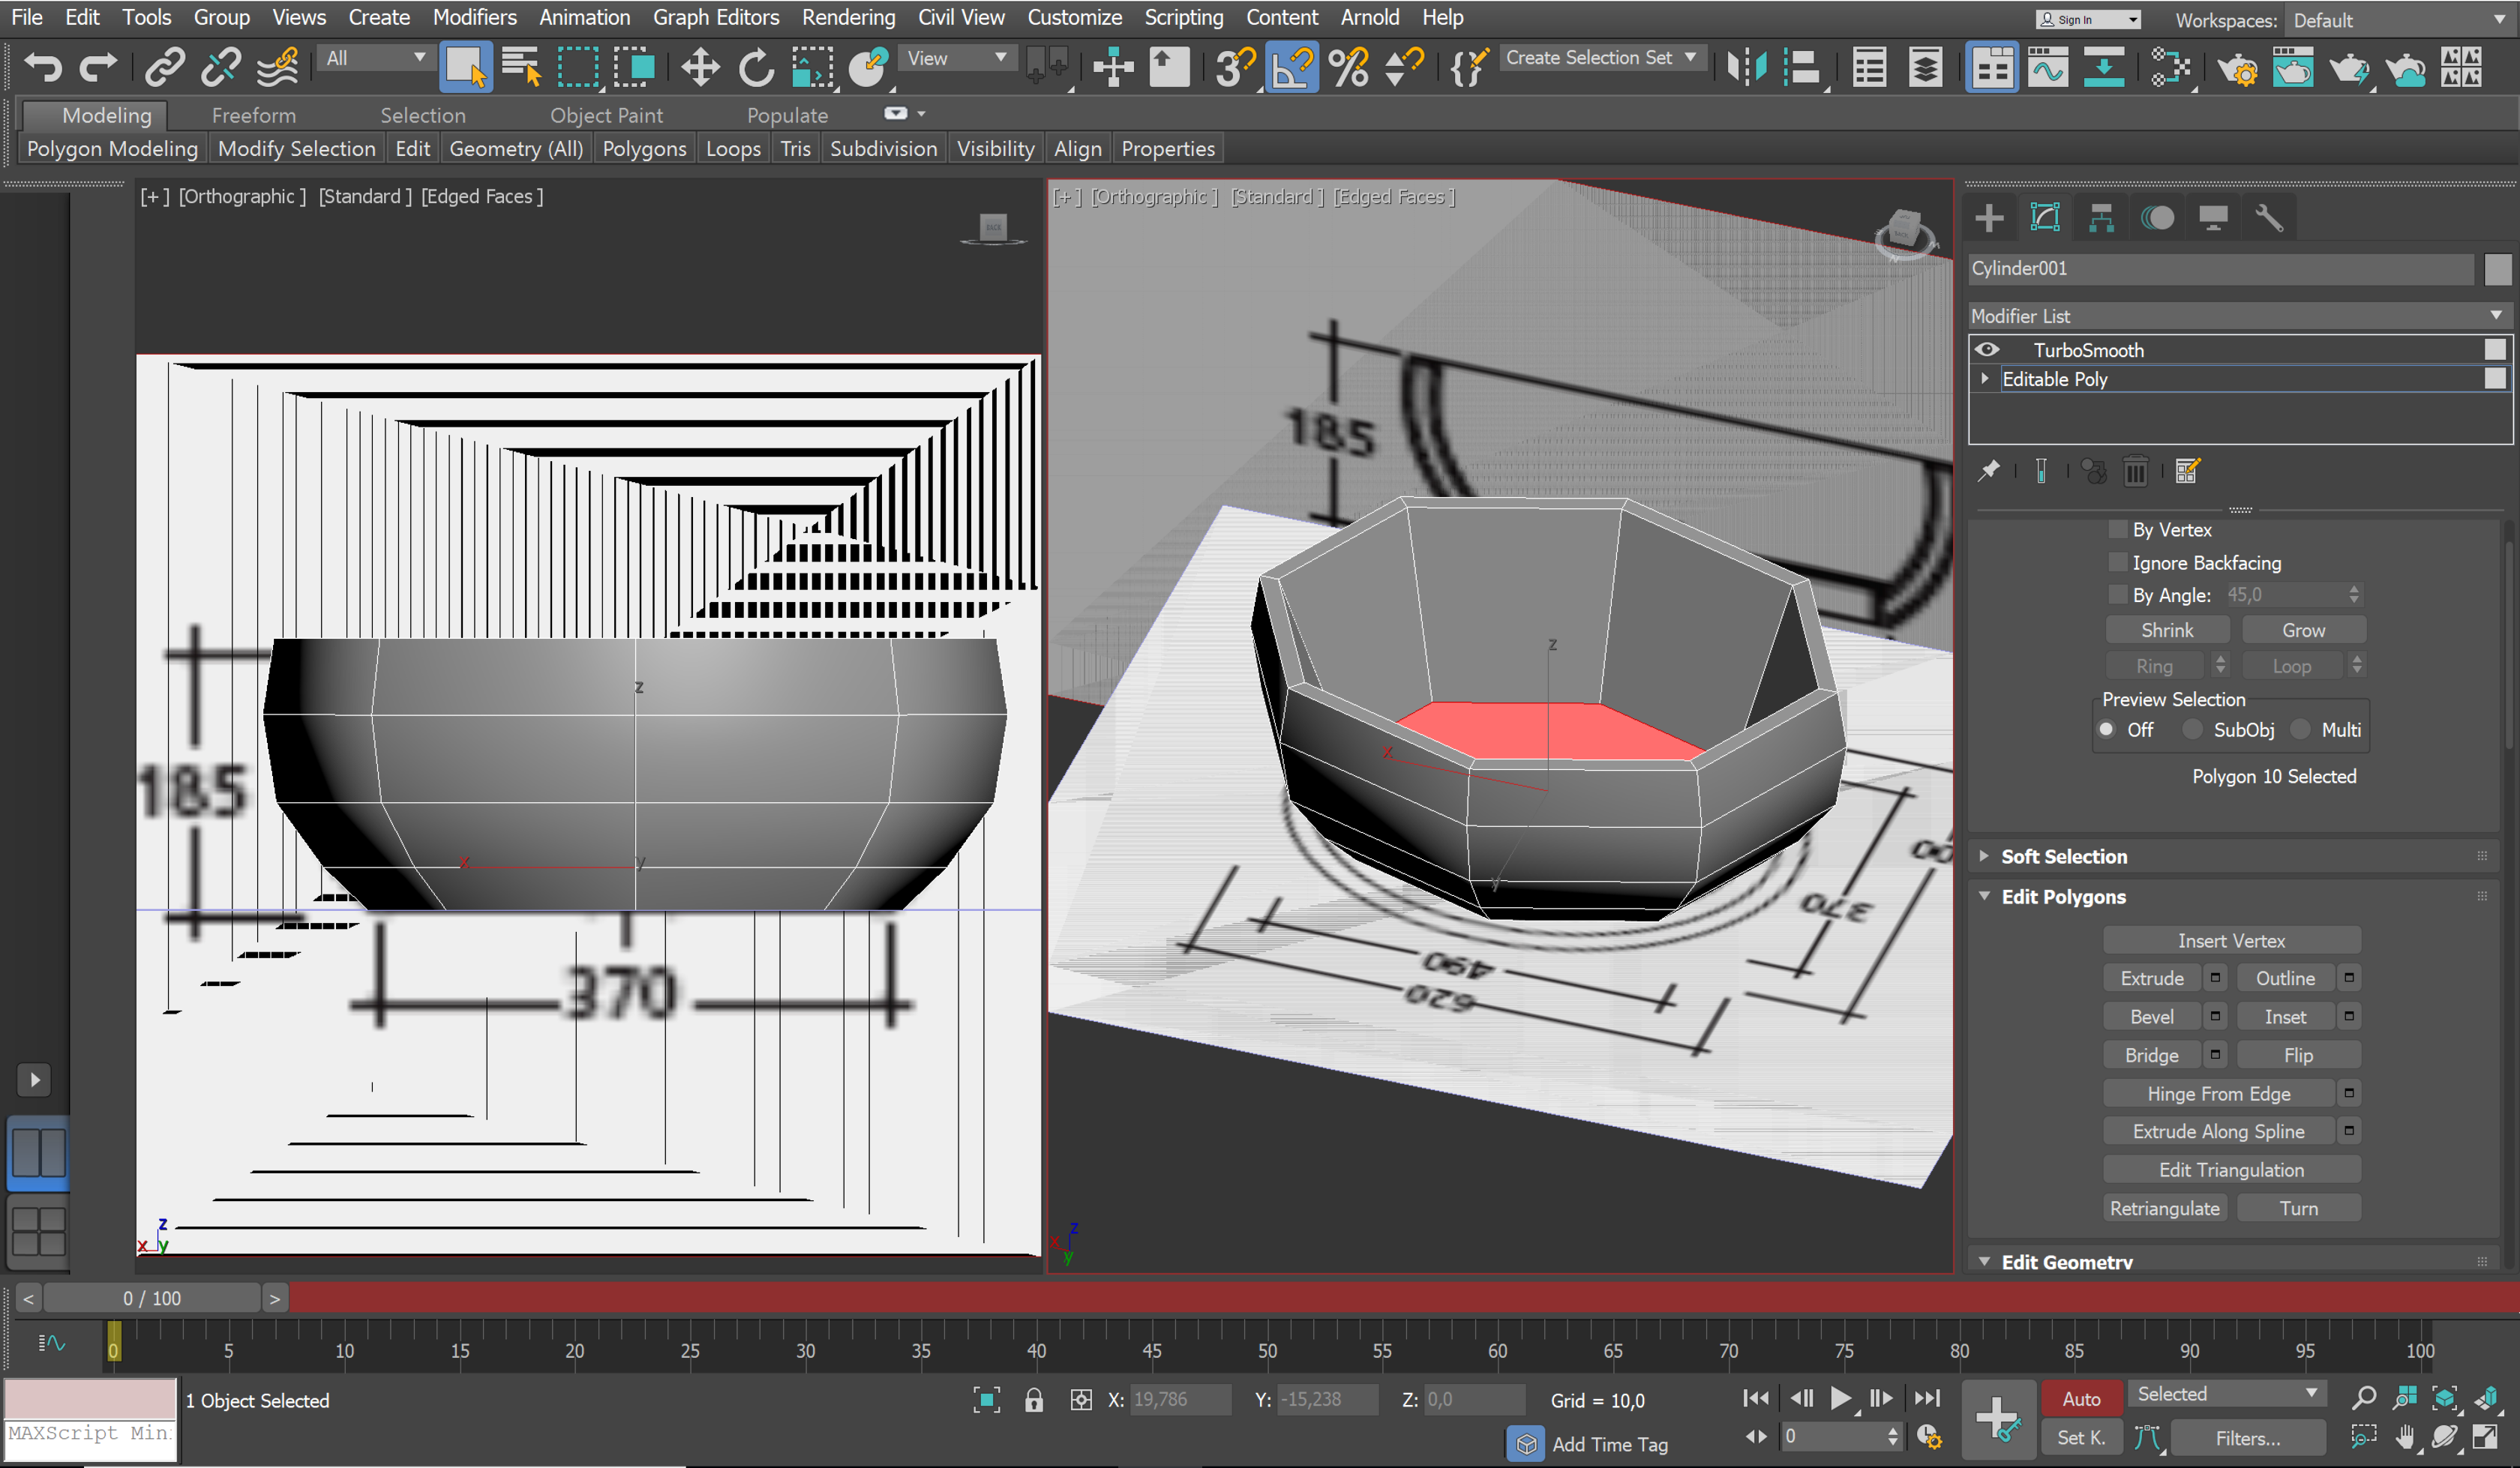 File Edit Tools Group Views Create Modifiers Animation Graph Editors Rendering Civil View Customize Scripting Content Arnold Help
Sign In Workspaces: Default
All View Create Selection Set
Modeling Freeform Selection Object Paint Populate
Polygon Modeling Modify Selection Edit Geometry (All) Polygons Loops Tris Subdivision Visibility Align Properties
[+] [Orthographic] [Standard] [Edged Faces]
[+] [Orthographic] [Standard] [Edged Faces]
BACK
185
370
z
x
y
z
x y
185
490
620
370
z
x
y
z
x
y
Cylinder001
Modifier List
TurboSmooth
Editable Poly
By Vertex
Ignore Backfacing
By Angle: 45,0
Shrink Grow
Ring Loop
Preview Selection
Off SubObj Multi
Polygon 10 Selected
Soft Selection
Edit Polygons
Insert Vertex
Extrude Outline
Bevel Inset
Bridge Flip
Hinge From Edge
Extrude Along Spline
Edit Triangulation
Retriangulate Turn
Edit Geometry
< 0 / 100 >
0 5 10 15 20 25 30 35 40 45 50 55 60 65 70 75 80 85 90 95 100
1 Object Selected X: 19,786 Y: -15,238 Z: 0,0 Grid = 10,0 Auto Selected
MAXScript Min: Add Time Tag 0 Set K. Filters...